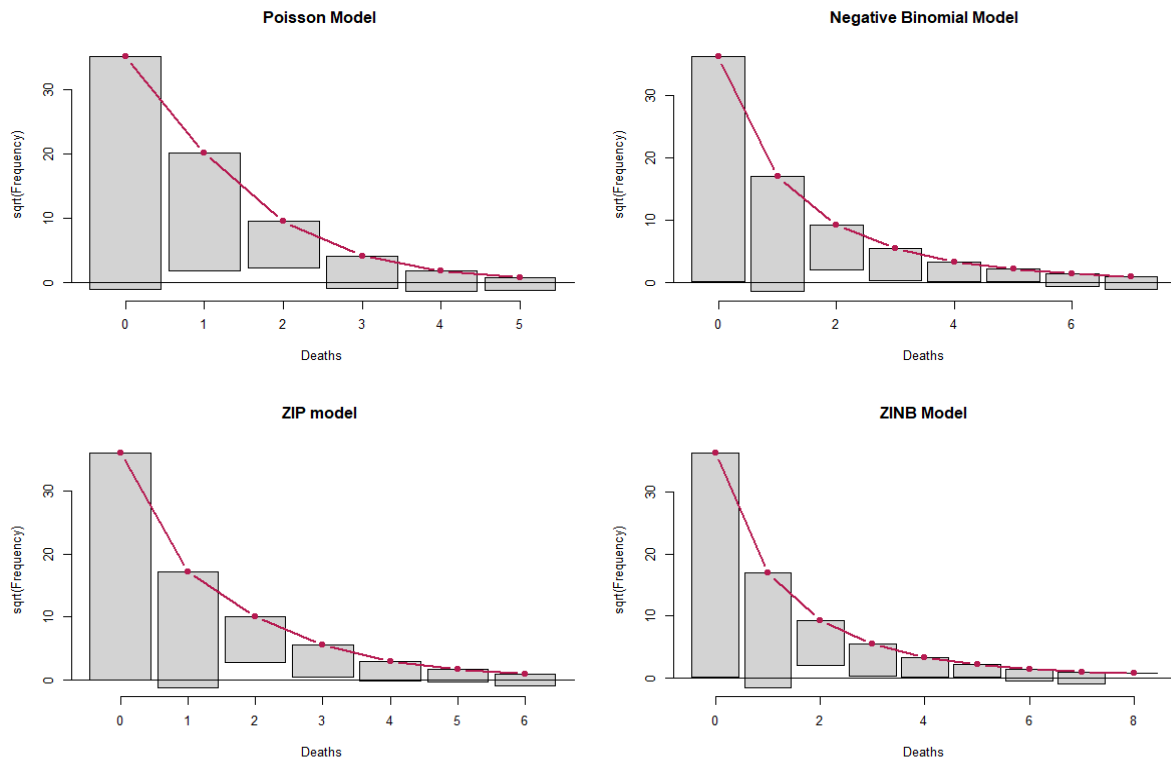 Poisson Model
sqrt(Frequency)
30
20
10
0
0 1 2 3 4 5
Deaths
Negative Binomial Model
sqrt(Frequency)
30
20
10
0
0 2 4 6
Deaths
ZIP model
sqrt(Frequency)
30
20
10
0
0 1 2 3 4 5 6
Deaths
ZINB Model
sqrt(Frequency)
30
20
10
0
0 2 4 6 8
Deaths